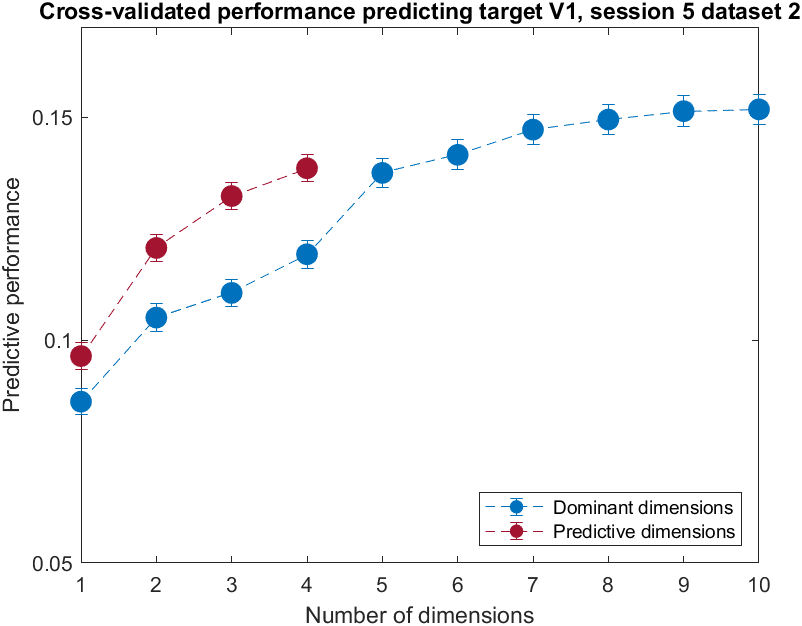 Cross-validated performance predicting target V1, session 5 dataset 2
0.15
0.1
0.05
Predictive performance
1 2 3 4 5 6 7 8 9 10
Number of dimensions
Dominant dimensions
Predictive dimensions